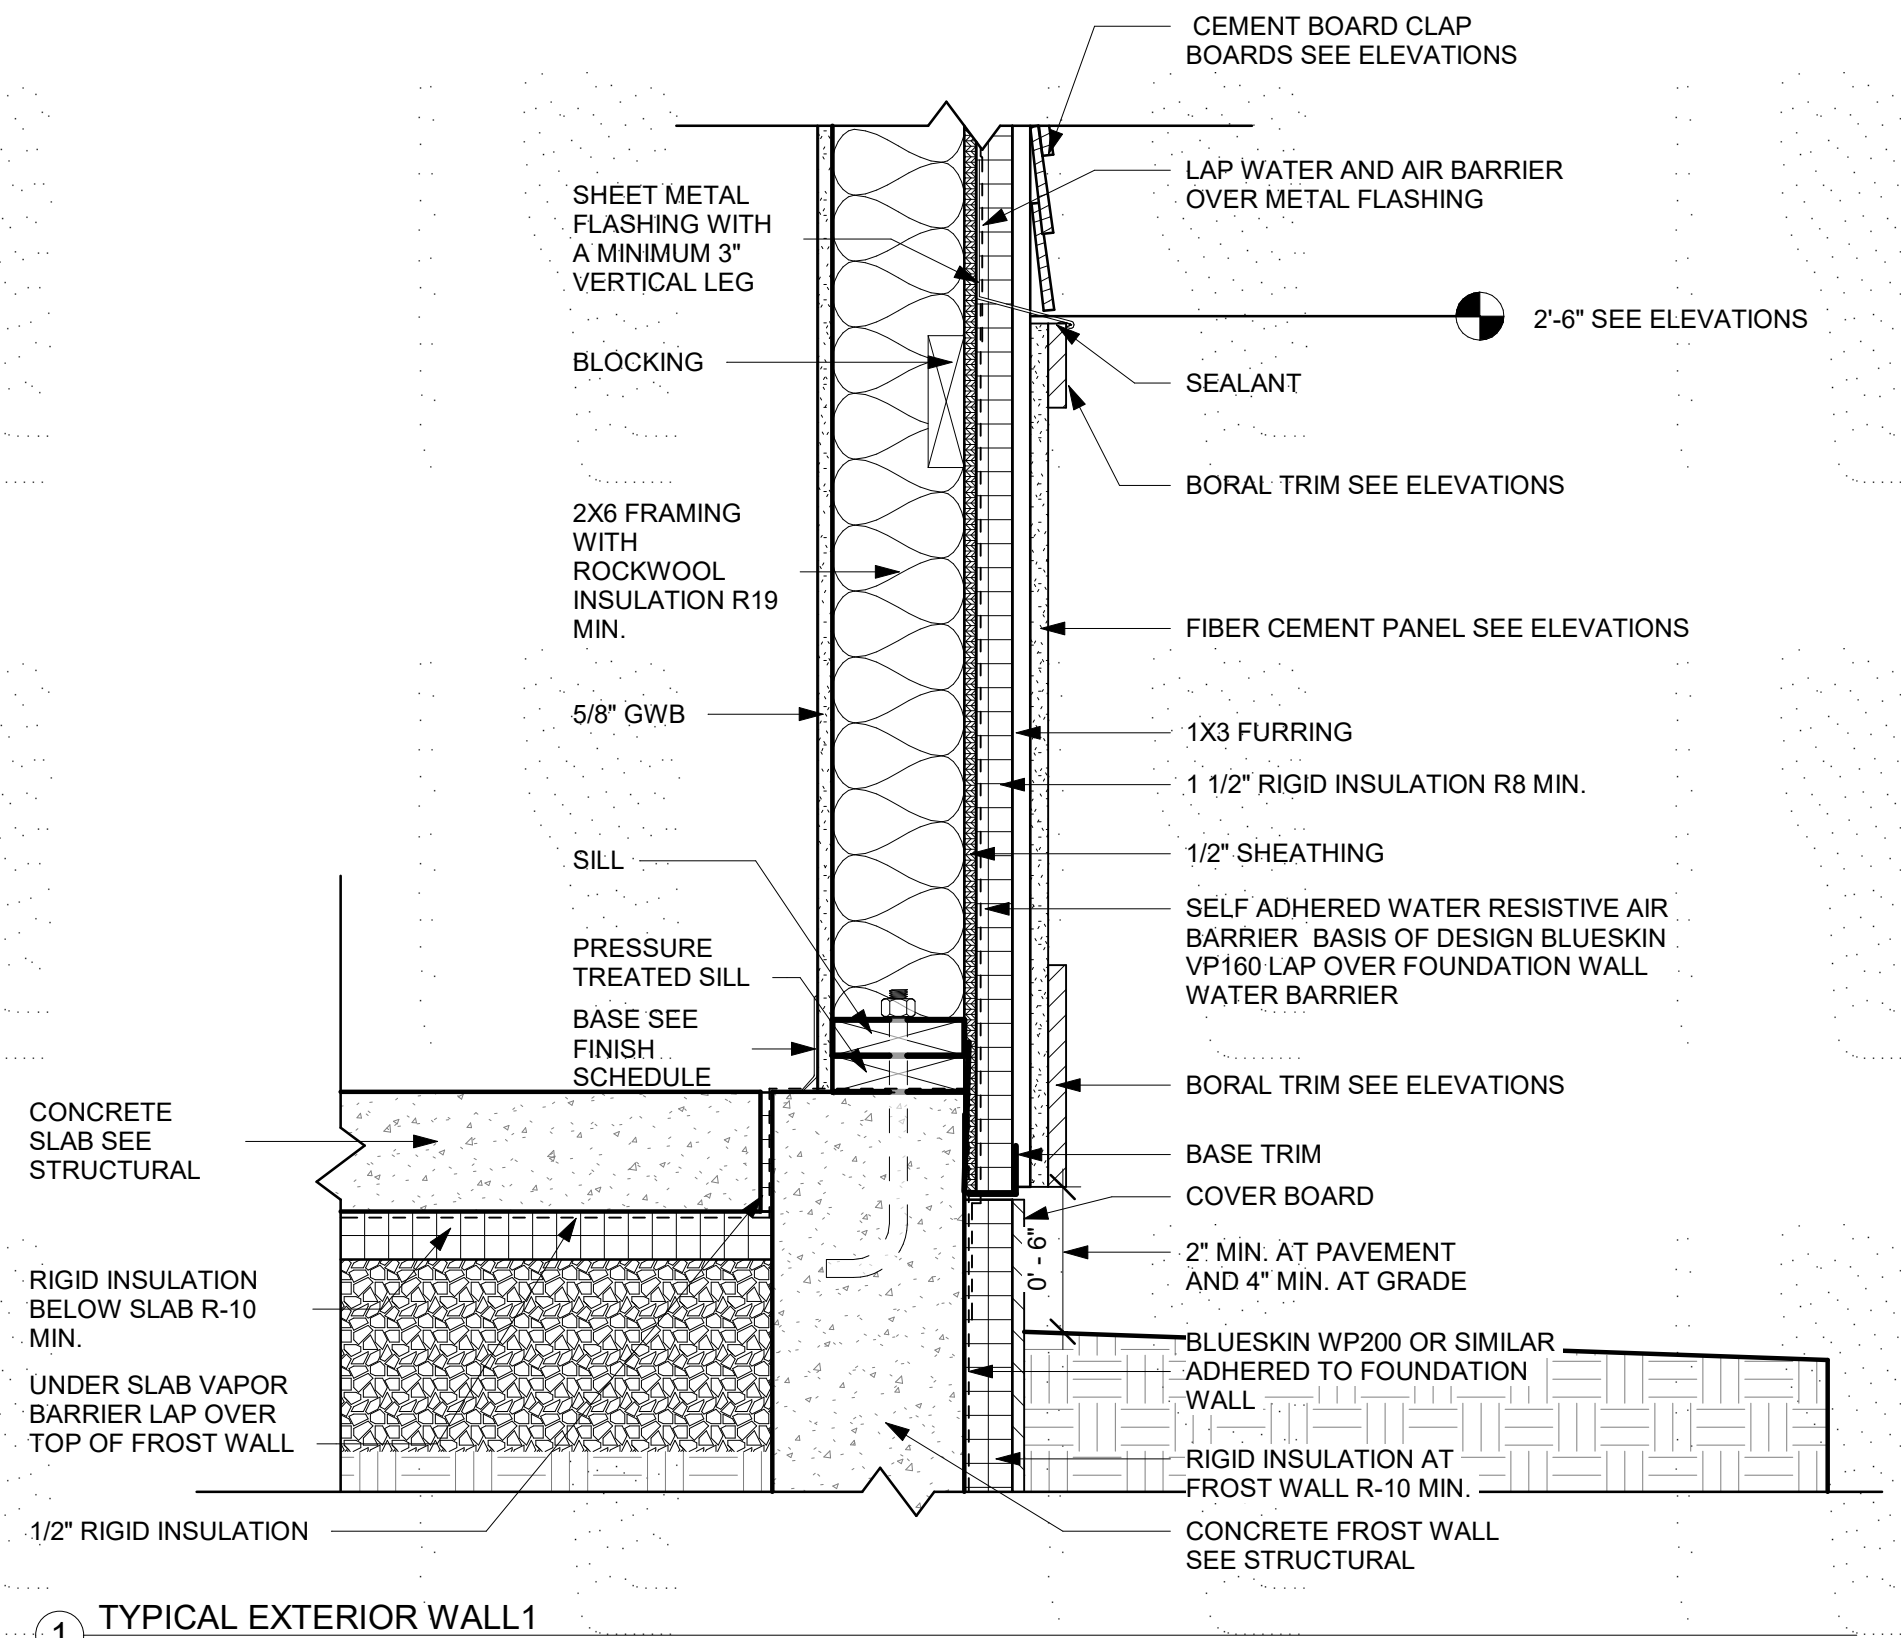 CEMENT BOARD CLAP
BOARDS SEE ELEVATIONS
LAP WATER AND AIR BARRIER
OVER METAL FLASHING
SHEET METAL
FLASHING WITH
A MINIMUM 3"
VERTICAL LEG
2'-6" SEE ELEVATIONS
BLOCKING
SEALANT
BORAL TRIM SEE ELEVATIONS
2X6 FRAMING
WITH
ROCKWOOL
INSULATION R19
MIN.
FIBER CEMENT PANEL SEE ELEVATIONS
5/8" GWB
1X3 FURRING
1 1/2" RIGID INSULATION R8 MIN.
SILL
1/2" SHEATHING
SELF ADHERED WATER RESISTIVE AIR
BARRIER BASIS OF DESIGN BLUESKIN
VP160 LAP OVER FOUNDATION WALL
WATER BARRIER
PRESSURE
TREATED SILL
BASE SEE
FINISH
SCHEDULE
BORAL TRIM SEE ELEVATIONS
CONCRETE
SLAB SEE
STRUCTURAL
BASE TRIM
COVER BOARD
0' - 6"
2" MIN. AT PAVEMENT
AND 4" MIN. AT GRADE
RIGID INSULATION
BELOW SLAB R-10
MIN.
BLUESKIN WP200 OR SIMILAR
ADHERED TO FOUNDATION
WALL
UNDER SLAB VAPOR
BARRIER LAP OVER
TOP OF FROST WALL
RIGID INSULATION AT
FROST WALL R-10 MIN.
1/2" RIGID INSULATION
CONCRETE FROST WALL
SEE STRUCTURAL
1 TYPICAL EXTERIOR WALL1